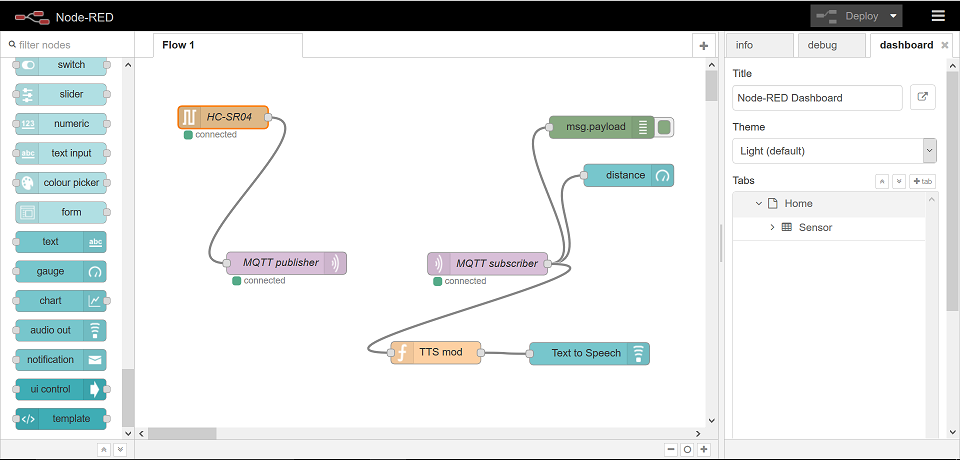 Node-RED
Deploy
filter nodes
switch
slider
123
numeric
abc
text input
colour picker
form
text
abc
gauge
chart
audio out
notification
ui control
template
Flow 1
+
HC-SR04
connected
MQTT publisher
connected
msg.payload
distance
MQTT subscriber
connected
f
TTS mod
Text to Speech
info
debug
dashboard
Title
Node-RED Dashboard
Theme
Light (default)
Tabs
+ tab
Home
Sensor